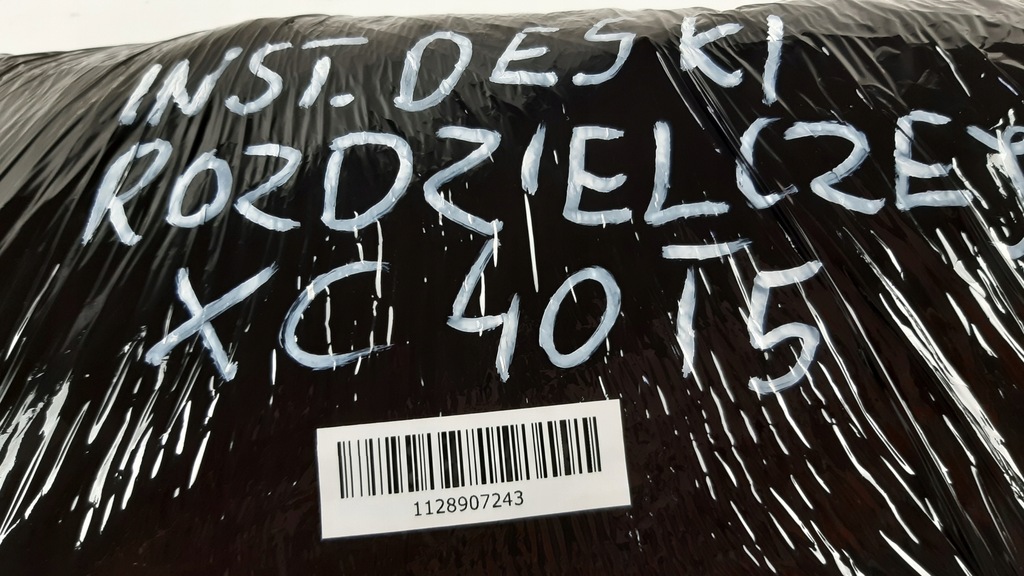 INST. DESKI
ROZDZIELCZEJ
XC 40 T5
1128907243